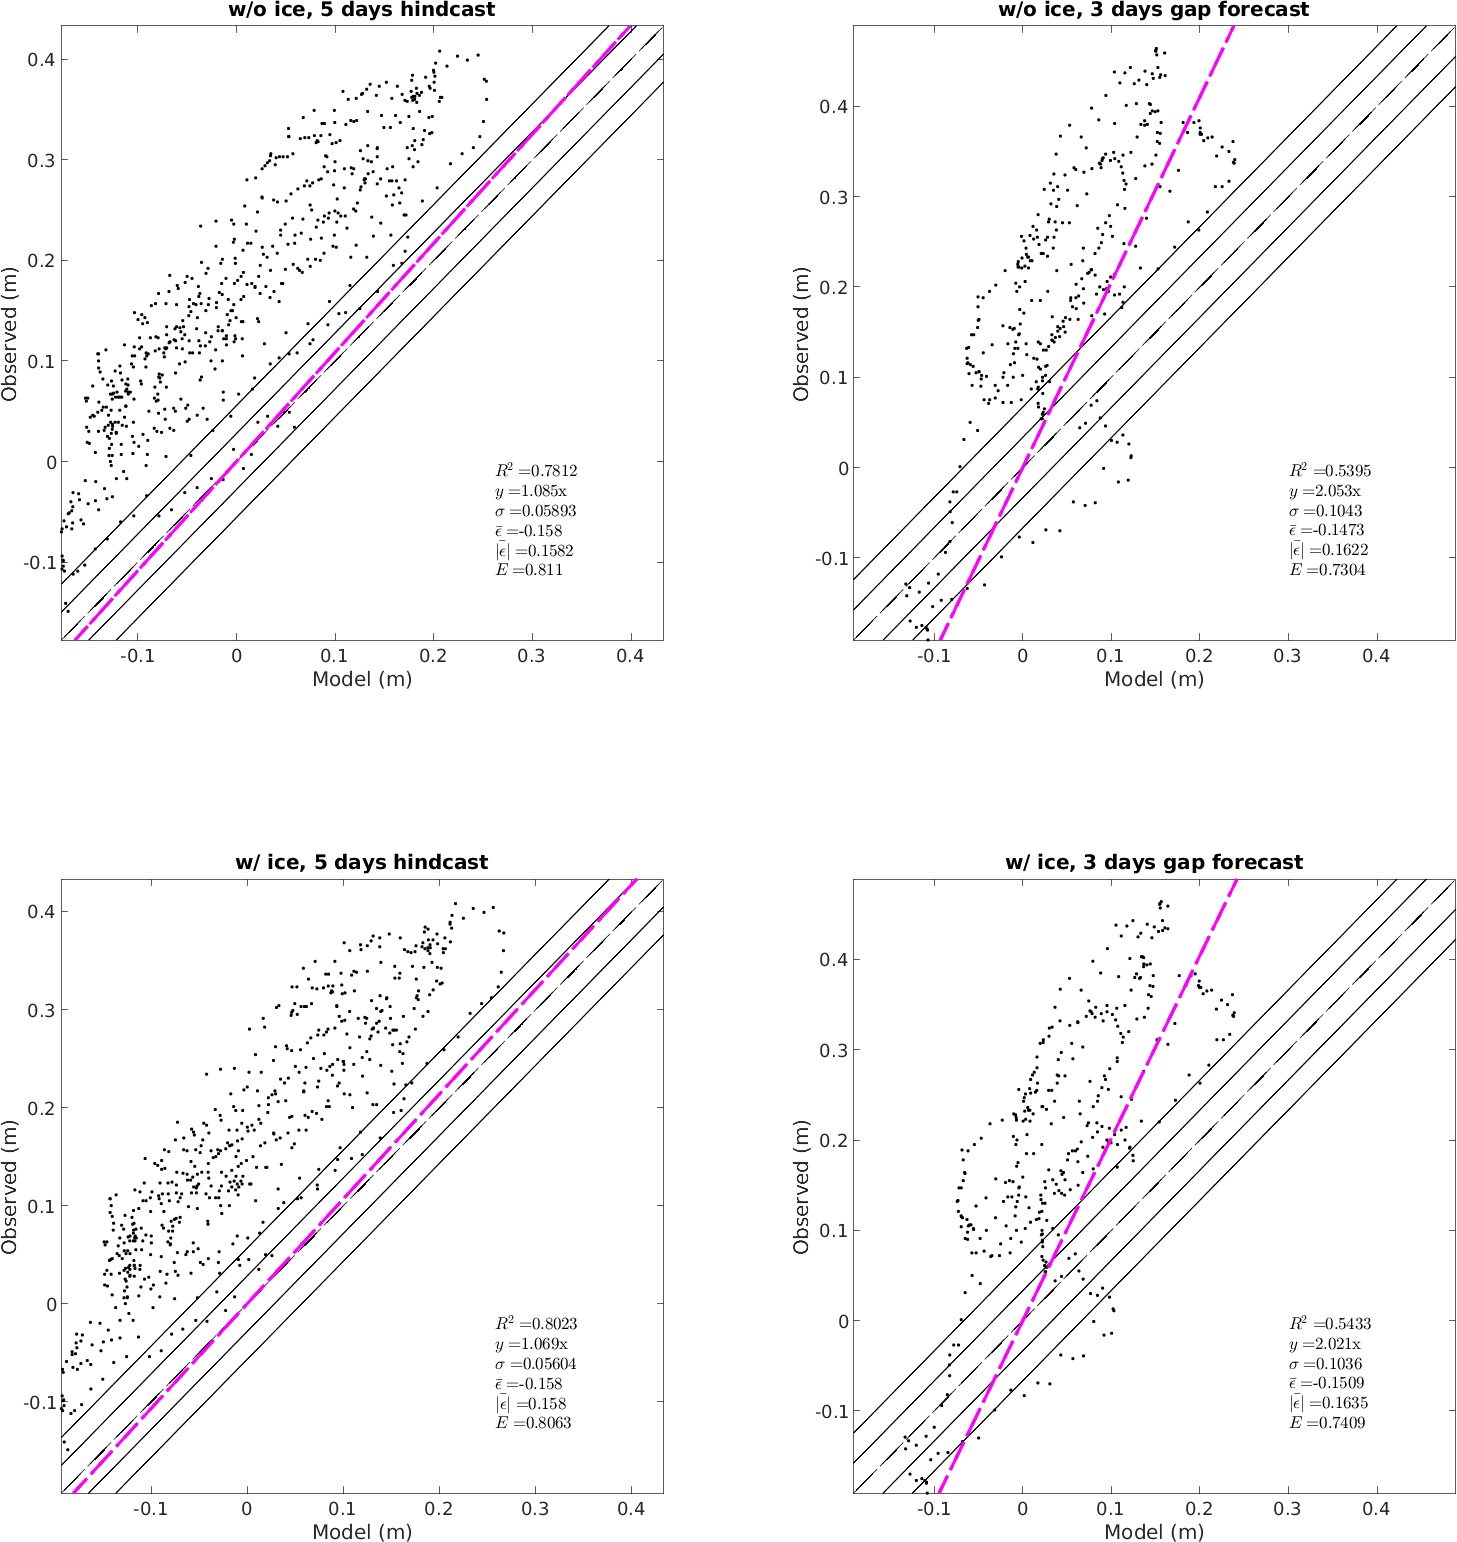 w/o ice, 5 days hindcast
0.4
0.3
0.2
0.1
0
-0.1
Observed (m)
R² =0.7812
y =1.085x
σ =0.05893
ϵ̄ =-0.158
|ϵ̄| =0.1582
E =0.811
-0.1 0 0.1 0.2 0.3 0.4
Model (m)
w/o ice, 3 days gap forecast
0.4
0.3
0.2
0.1
0
-0.1
Observed (m)
R² =0.5395
y =2.053x
σ =0.1043
ϵ̄ =-0.1473
|ϵ̄| =0.1622
E =0.7304
-0.1 0 0.1 0.2 0.3 0.4
Model (m)
w/ ice, 5 days hindcast
0.4
0.3
0.2
0.1
0
-0.1
Observed (m)
R² =0.8023
y =1.069x
σ =0.05604
ϵ̄ =-0.158
|ϵ̄| =0.158
E =0.8063
-0.1 0 0.1 0.2 0.3 0.4
Model (m)
w/ ice, 3 days gap forecast
0.4
0.3
0.2
0.1
0
-0.1
Observed (m)
R² =0.5433
y =2.021x
σ =0.1036
ϵ̄ =-0.1509
|ϵ̄| =0.1635
E =0.7409
-0.1 0 0.1 0.2 0.3 0.4
Model (m)